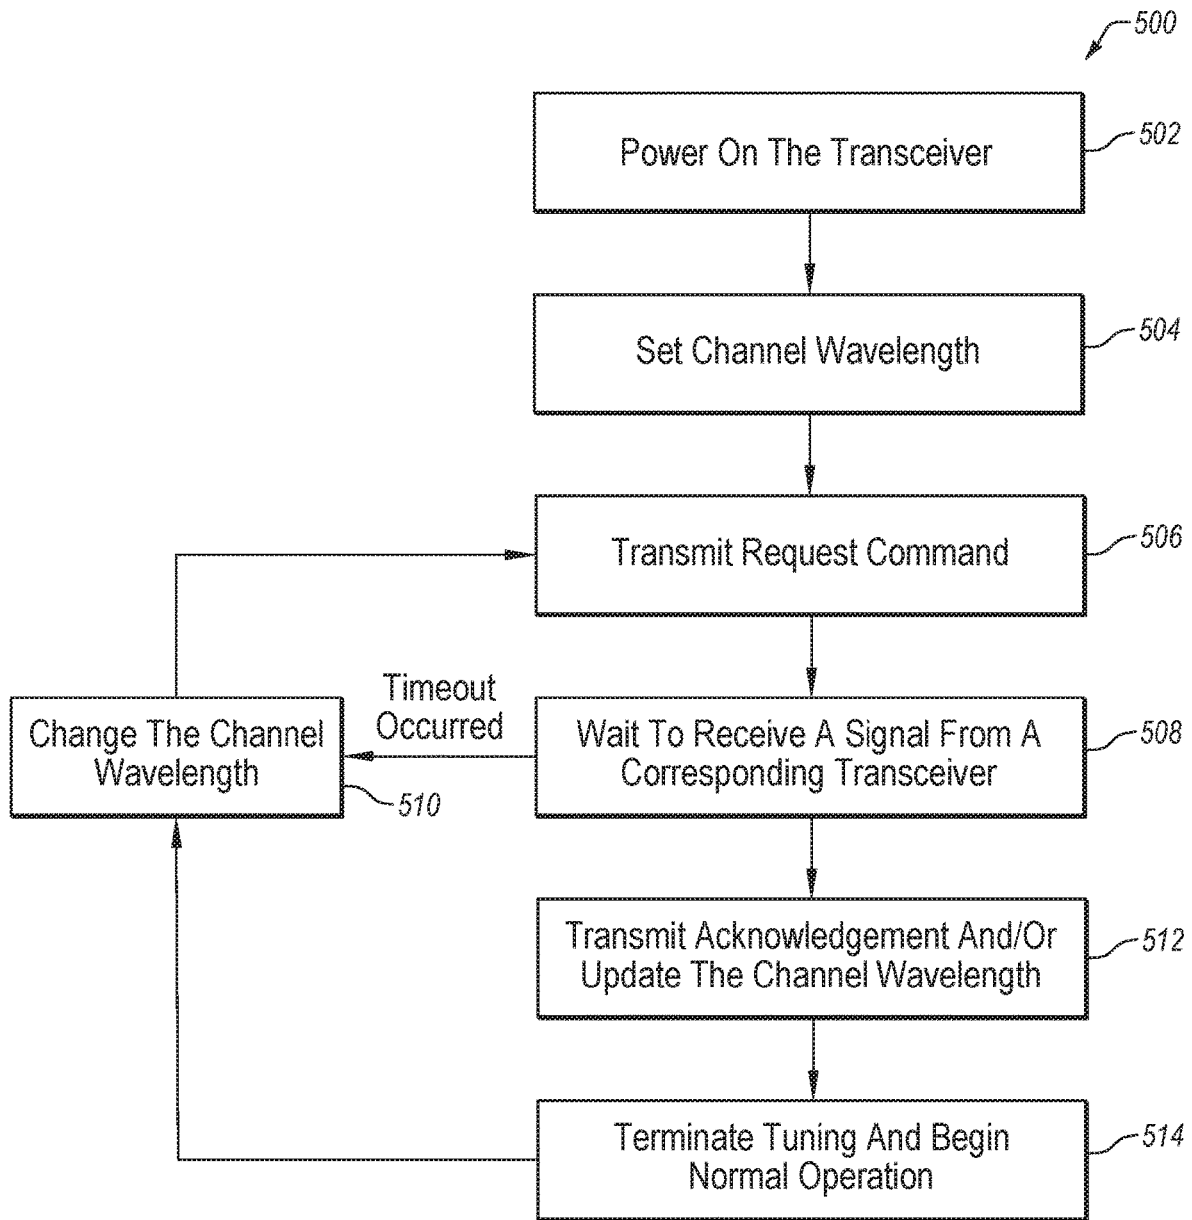 500
Power On The Transceiver
502
Set Channel Wavelength
504
Transmit Request Command
506
Timeout
Occurred
Change The Channel
Wavelength
510
Wait To Receive A Signal From A
Corresponding Transceiver
508
Transmit Acknowledgement And/Or
Update The Channel Wavelength
512
Terminate Tuning And Begin
Normal Operation
514